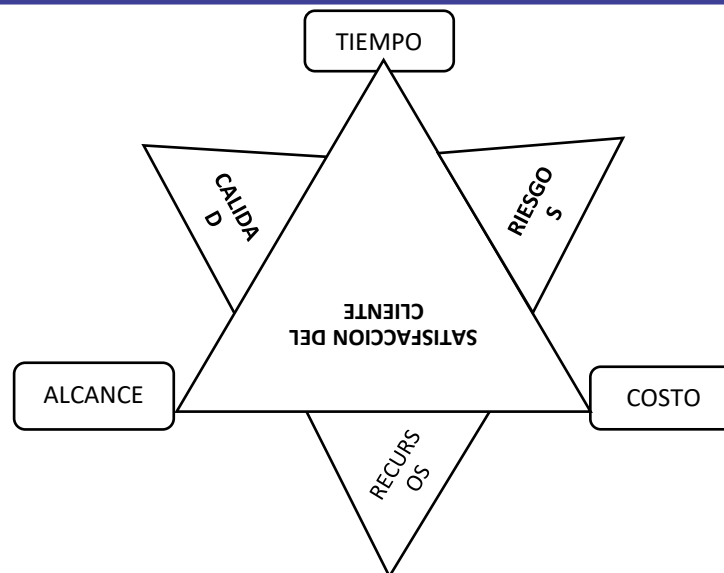 TIEMPO
CALIDA
D
RIESGO
S
SATISFACCION DEL
CLIENTE
ALCANCE
COSTO
RECURS
OS